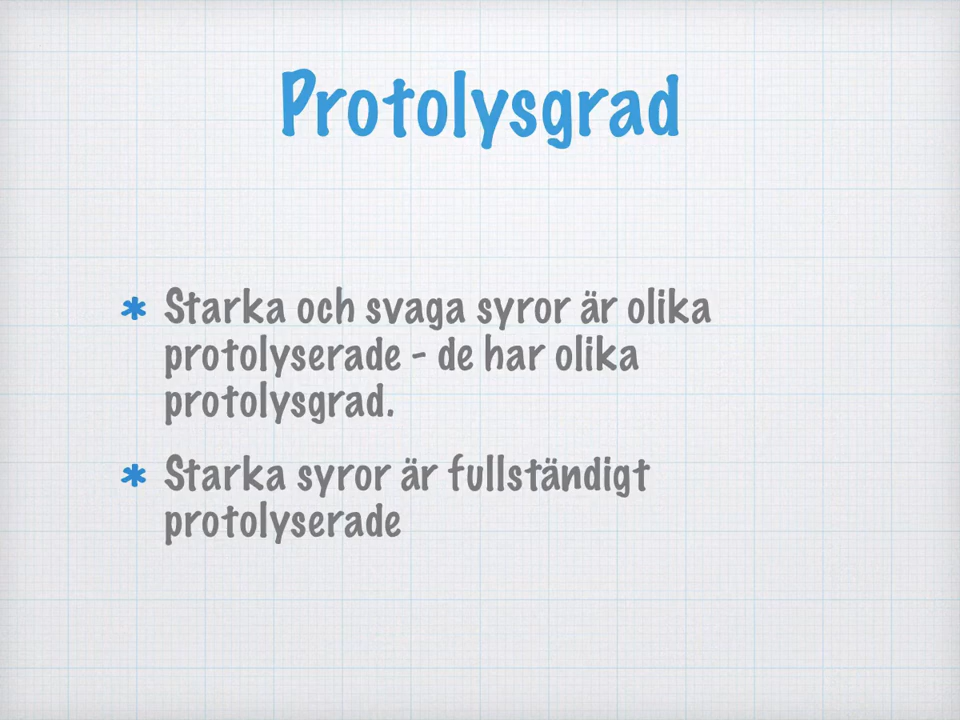 Protolysgrad
* Starka och svaga syror är olika
protolyserade - de har olika
protolysgrad.
* Starka syror är fullständigt
protolyserade